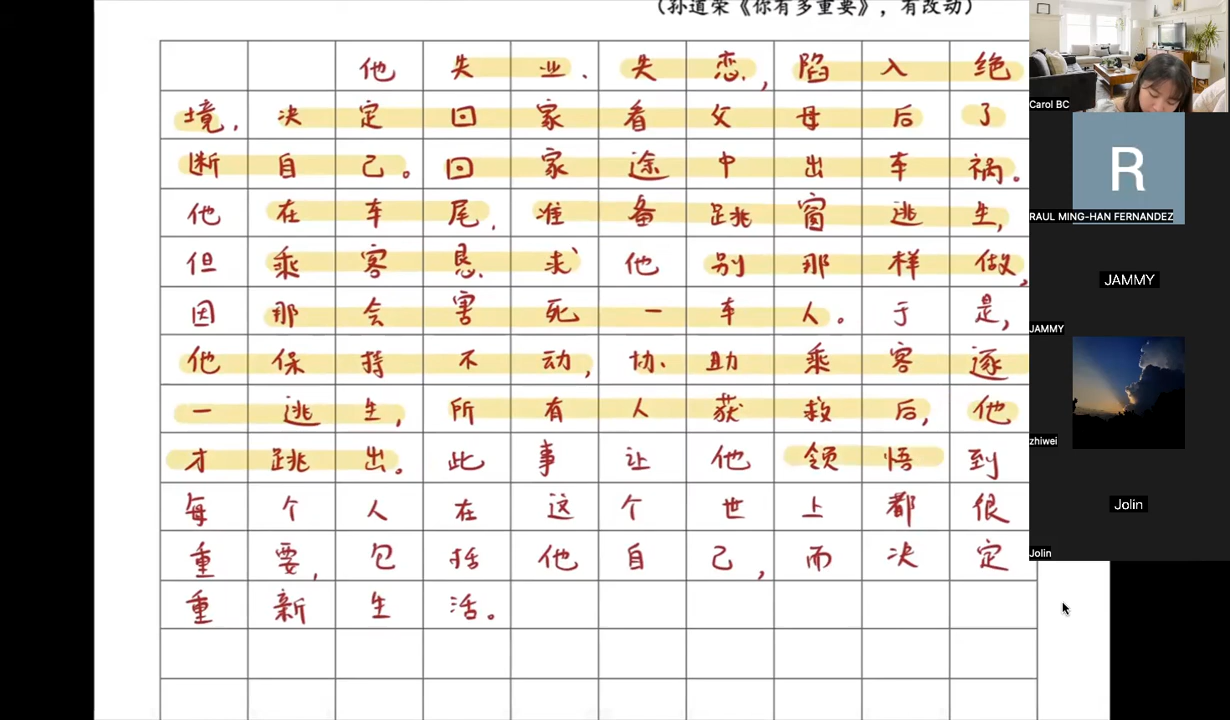 （孙道荣《你有多重要》，有改动）
他失业、失恋，陷入绝
境，决定回家看父母后了
断自己。回家途中出车祸。
他在车尾，准备跳窗逃生，
但乘客恳求他别那样做，
因那会害死一车人。于是，
他保持不动，协助乘客逐
一逃生，所有人获救后，他
才跳出。此事让他领悟到
每个人在这个世上都很
重要，包括他自己，而决定
重新生活。
Carol BC
R
RAUL MING-HAN FERNANDEZ
JAMMY
JAMMY
zhiwei
Jolin
Jolin